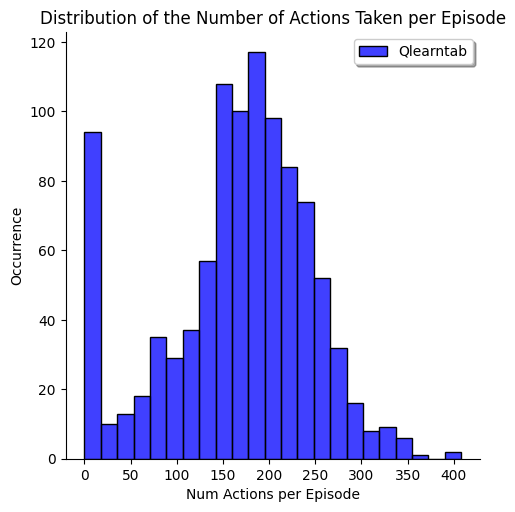 Distribution of the Number of Actions Taken per Episode
Qlearntab
120
100
80
60
40
20
0
Occurrence
0 50 100 150 200 250 300 350 400
Num Actions per Episode